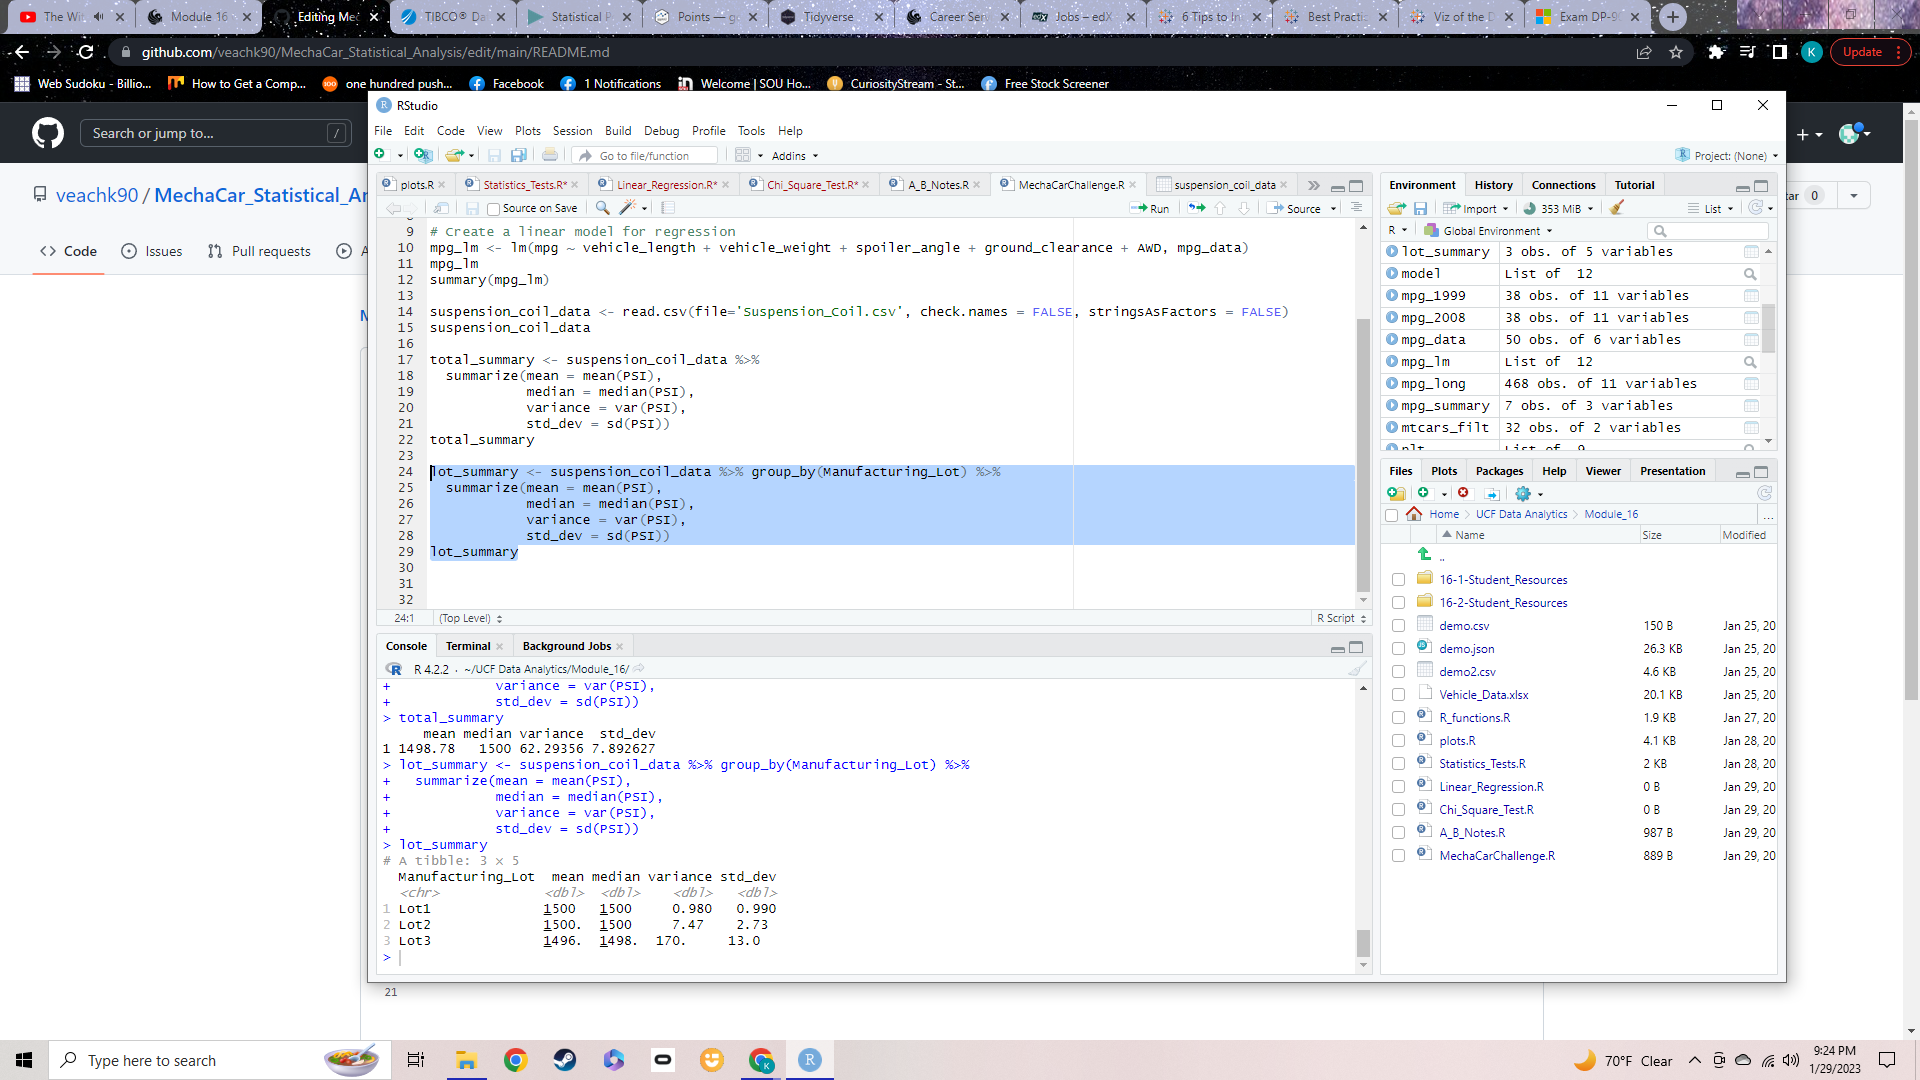 The Wit
Module 16
Editing Mec
TIBCO® Da
Statistical P
Points — g
Tidyverse
Career Serv
Jobs – edX
6 Tips to In
Best Practi
Viz of the D
Exam DP-9
github.com/veachk90/MechaCar_Statistical_Analysis/edit/main/README.md
K
Update
Web Sudoku - Billio...
How to Get a Comp...
one hundred push...
Facebook
1 Notifications
Welcome | SOU Ho...
CuriosityStream - St...
Free Stock Screener
Search or jump to...
/
veachk90 / MechaCar_Statistical_Ar
tar 0
Code
Issues
Pull requests
A
RStudio
File Edit Code View Plots Session Build Debug Profile Tools Help
Go to file/function
Addins
Project: (None)
plots.R
Statistics_Tests.R*
Linear_Regression.R*
Chi_Square_Test.R*
A_B_Notes.R
MechaCarChallenge.R
suspension_coil_data
Source on Save
Run
Source
9 # Create a linear model for regression
10 mpg_lm <- lm(mpg ~ vehicle_length + vehicle_weight + spoiler_angle + ground_clearance + AWD, mpg_data)
11 mpg_lm
12 summary(mpg_lm)
13
14 suspension_coil_data <- read.csv(file='Suspension_Coil.csv', check.names = FALSE, stringsAsFactors = FALSE)
15 suspension_coil_data
16
17 total_summary <- suspension_coil_data %>%
18 summarize(mean = mean(PSI),
19 median = median(PSI),
20 variance = var(PSI),
21 std_dev = sd(PSI))
22 total_summary
23
24 lot_summary <- suspension_coil_data %>% group_by(Manufacturing_Lot) %>%
25 summarize(mean = mean(PSI),
26 median = median(PSI),
27 variance = var(PSI),
28 std_dev = sd(PSI))
29 lot_summary
30
31
32
24:1 (Top Level) R Script
Console Terminal Background Jobs
R 4.2.2 · ~/UCF Data Analytics/Module_16/
+ variance = var(PSI),
+ std_dev = sd(PSI))
> total_summary
mean median variance std_dev
1 1498.78 1500 62.29356 7.892627
> lot_summary <- suspension_coil_data %>% group_by(Manufacturing_Lot) %>%
+ summarize(mean = mean(PSI),
+ median = median(PSI),
+ variance = var(PSI),
+ std_dev = sd(PSI))
> lot_summary
# A tibble: 3 × 5
Manufacturing_Lot mean median variance std_dev
<chr> <dbl> <dbl> <dbl> <dbl>
1 Lot1 1500 1500 0.980 0.990
2 Lot2 1500. 1500 7.47 2.73
3 Lot3 1496. 1498. 170. 13.0
>
Environment History Connections Tutorial
Import
353 MiB
List
R
Global Environment
lot_summary 3 obs. of 5 variables
model List of 12
mpg_1999 38 obs. of 11 variables
mpg_2008 38 obs. of 11 variables
mpg_data 50 obs. of 6 variables
mpg_lm List of 12
mpg_long 468 obs. of 11 variables
mpg_summary 7 obs. of 3 variables
mtcars_filt 32 obs. of 2 variables
plt List of 9
Files Plots Packages Help Viewer Presentation
Home UCF Data Analytics Module_16 ...
Name Size Modified
..
16-1-Student_Resources
16-2-Student_Resources
demo.csv 150 B Jan 25, 20
demo.json 26.3 KB Jan 25, 20
demo2.csv 4.6 KB Jan 25, 20
Vehicle_Data.xlsx 20.1 KB Jan 25, 20
R_functions.R 1.9 KB Jan 27, 20
plots.R 4.1 KB Jan 28, 20
Statistics_Tests.R 2 KB Jan 28, 20
Linear_Regression.R 0 B Jan 29, 20
Chi_Square_Test.R 0 B Jan 29, 20
A_B_Notes.R 987 B Jan 29, 20
MechaCarChallenge.R 889 B Jan 29, 20
21
Type here to search
70°F Clear
9:24 PM
1/29/2023